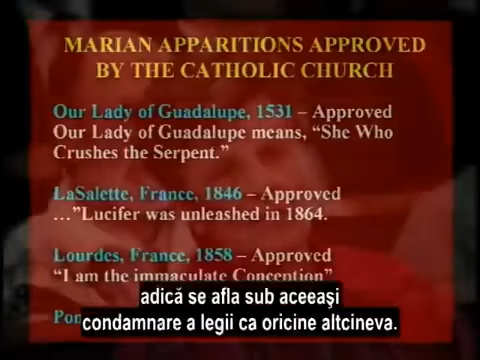 MARIAN APPARITIONS APPROVED
BY THE CATHOLIC CHURCH
Our Lady of Guadalupe, 1531 – Approved
Our Lady of Guadalupe means, “She Who
Crushes the Serpent.”
LaSalette, France, 1846 – Approved
…”Lucifer was unleashed in 1864.
Lourdes, France, 1858 – Approved
“I am the immaculate Conception”
adică se afla sub aceeaşi
condamnare a legii ca oricine altcineva.